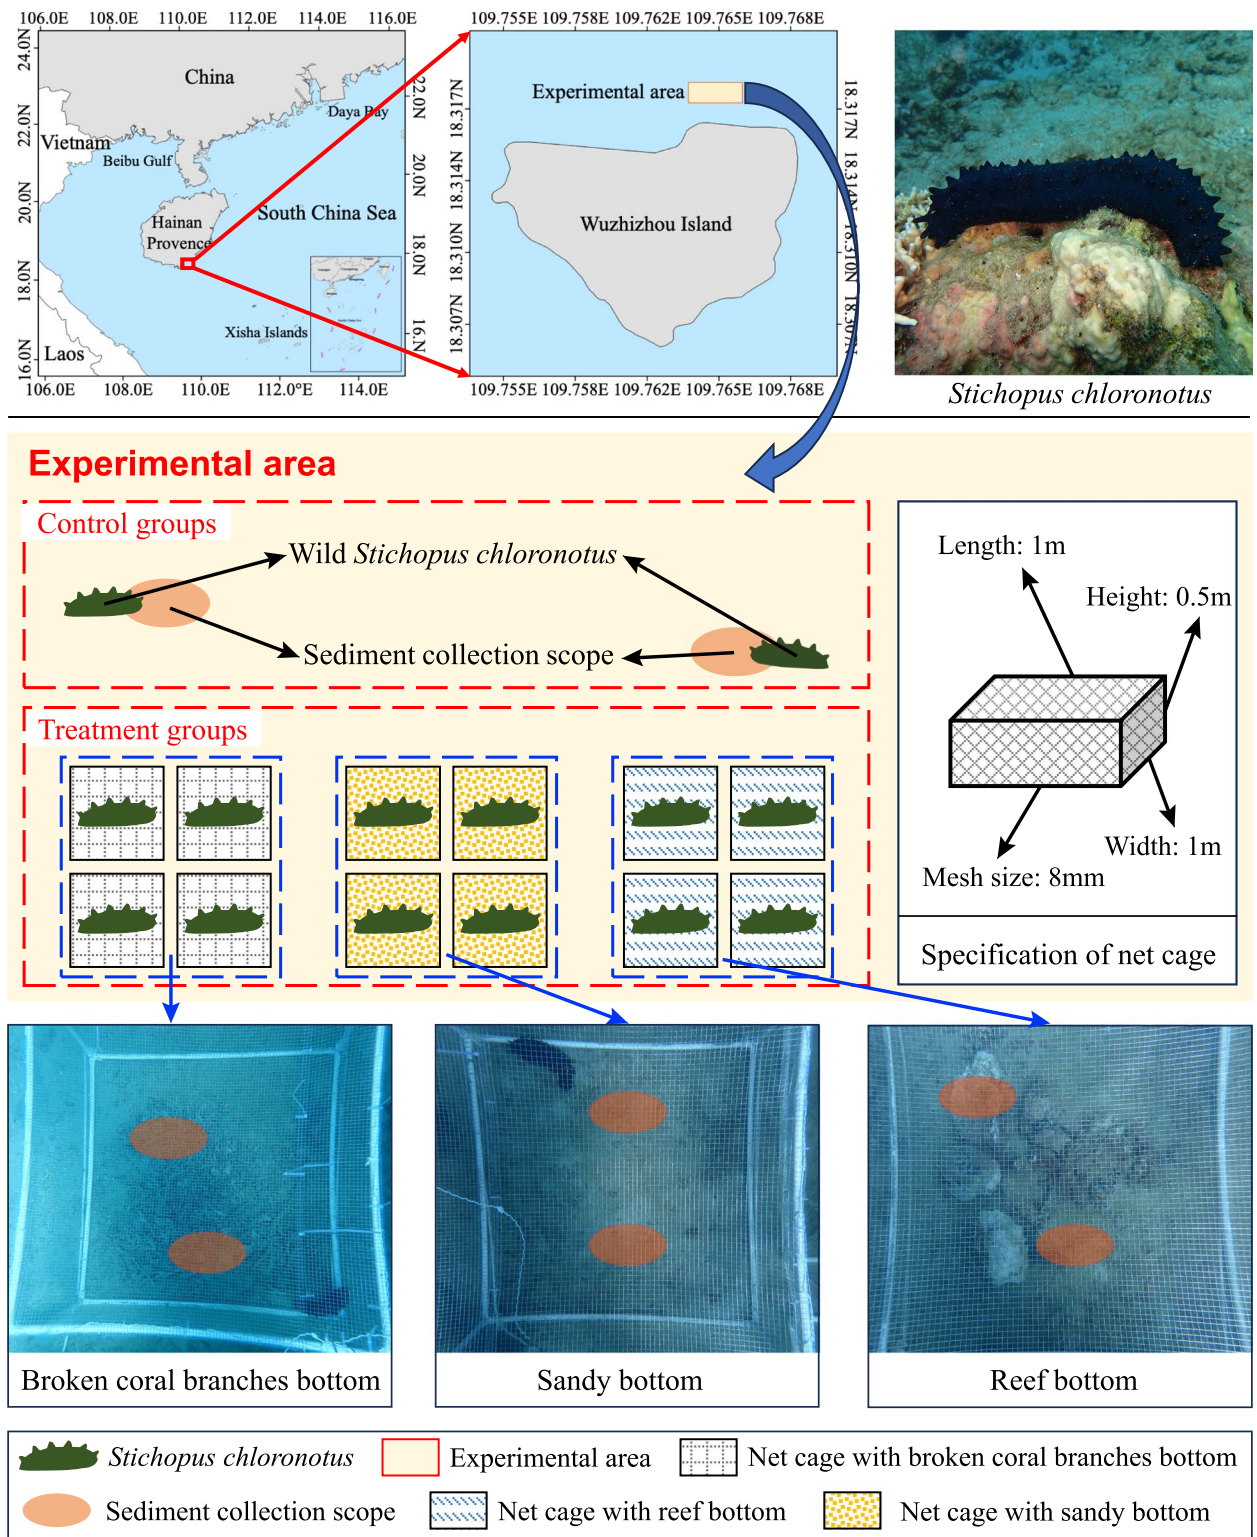 106.0E 108.0E 110.0E 112.0E 114.0E 116.0E
109.755E 109.758E 109.762E 109.765E 109.768E
24.0N
22.0N
20.0N
18.0N
16.0N
China
Vietnam
Beibu Gulf
Daya Bay
Hainan
Provence
South China Sea
Xisha Islands
Laos
22.0N
20.0N
18.0N
16.N
106.0E 108.0E 110.0E 112.0E 114.0E
18.317N
18.314N
18.310N
18.307N
Experimental area
Wuzhizhou Island
18.317N
18.314N
18.310N
18.307N
109.755E 109.758E 109.762E 109.765E 109.768E
Stichopus chloronotus
Experimental area
Control groups
Wild Stichopus chloronotus
Sediment collection scope
Treatment groups
Length: 1m
Height: 0.5m
Width: 1m
Mesh size: 8mm
Specification of net cage
Broken coral branches bottom
Sandy bottom
Reef bottom
Stichopus chloronotus
Experimental area
Net cage with broken coral branches bottom
Sediment collection scope
Net cage with reef bottom
Net cage with sandy bottom